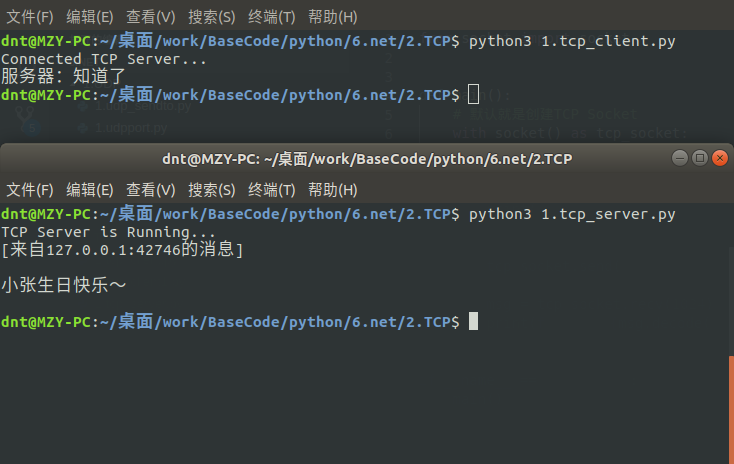 文件(F) 编辑(E) 查看(V) 搜索(S) 终端(T) 帮助(H)
dnt@MZY-PC:~/桌面/work/BaseCode/python/6.net/2.TCP$ python3 1.tcp_client.py
Connected TCP Server...
服务器：知道了
dnt@MZY-PC:~/桌面/work/BaseCode/python/6.net/2.TCP$
1.udpport.py
dnt@MZY-PC: ~/桌面/work/BaseCode/python/6.net/2.TCP
文件(F) 编辑(E) 查看(V) 搜索(S) 终端(T) 帮助(H)
dnt@MZY-PC:~/桌面/work/BaseCode/python/6.net/2.TCP$ python3 1.tcp_server.py
TCP Server is Running...
[来自127.0.0.1:42746的消息]
小张生日快乐～
dnt@MZY-PC:~/桌面/work/BaseCode/python/6.net/2.TCP$